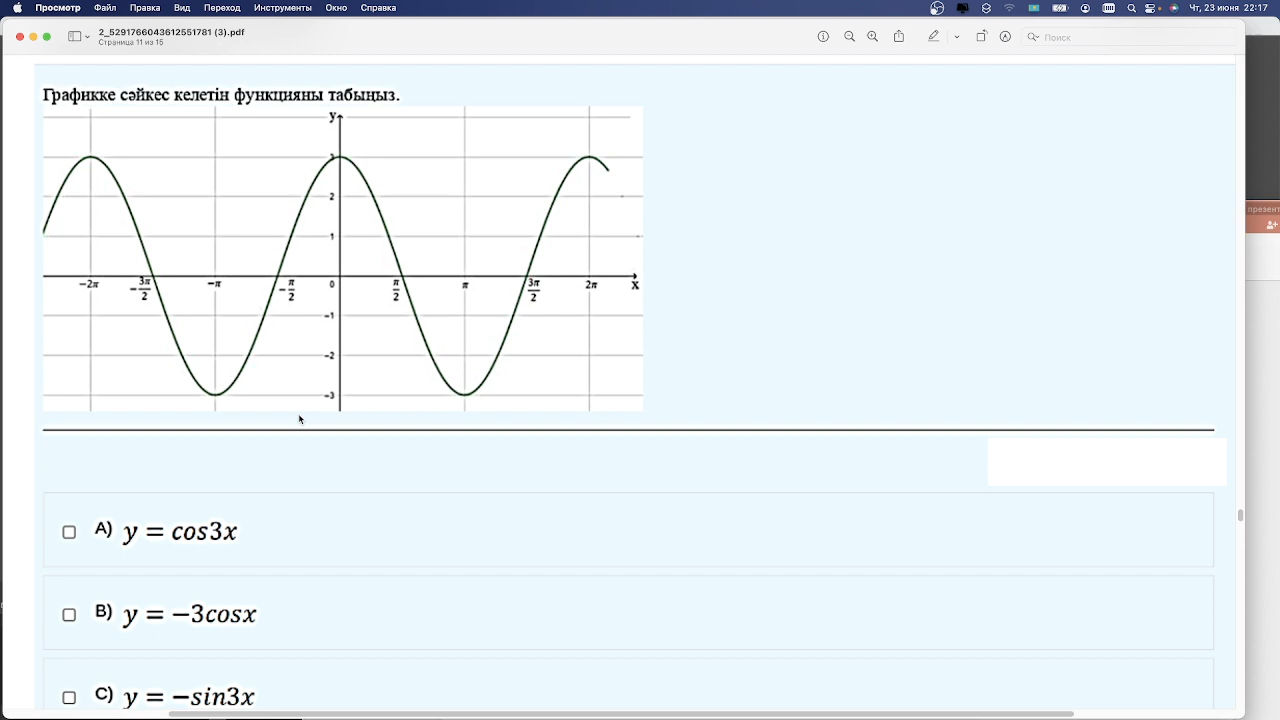 Просмотр Файл Правка Вид Переход Инструменты Окно Справка
Чт 23 июня 22:17
2_5291766043612551781 (3).pdf
Страница 11 из 15
Поиск
презент
Графикке сәйкес келетін функцияны табыңыз.
y
3
2
1
−2π −3π/2 −π −π/2 0 π/2 π 3π/2 2π x
−1
−2
−3
A) y = cos3x
B) y = −3cosx
C) y = −sin3x